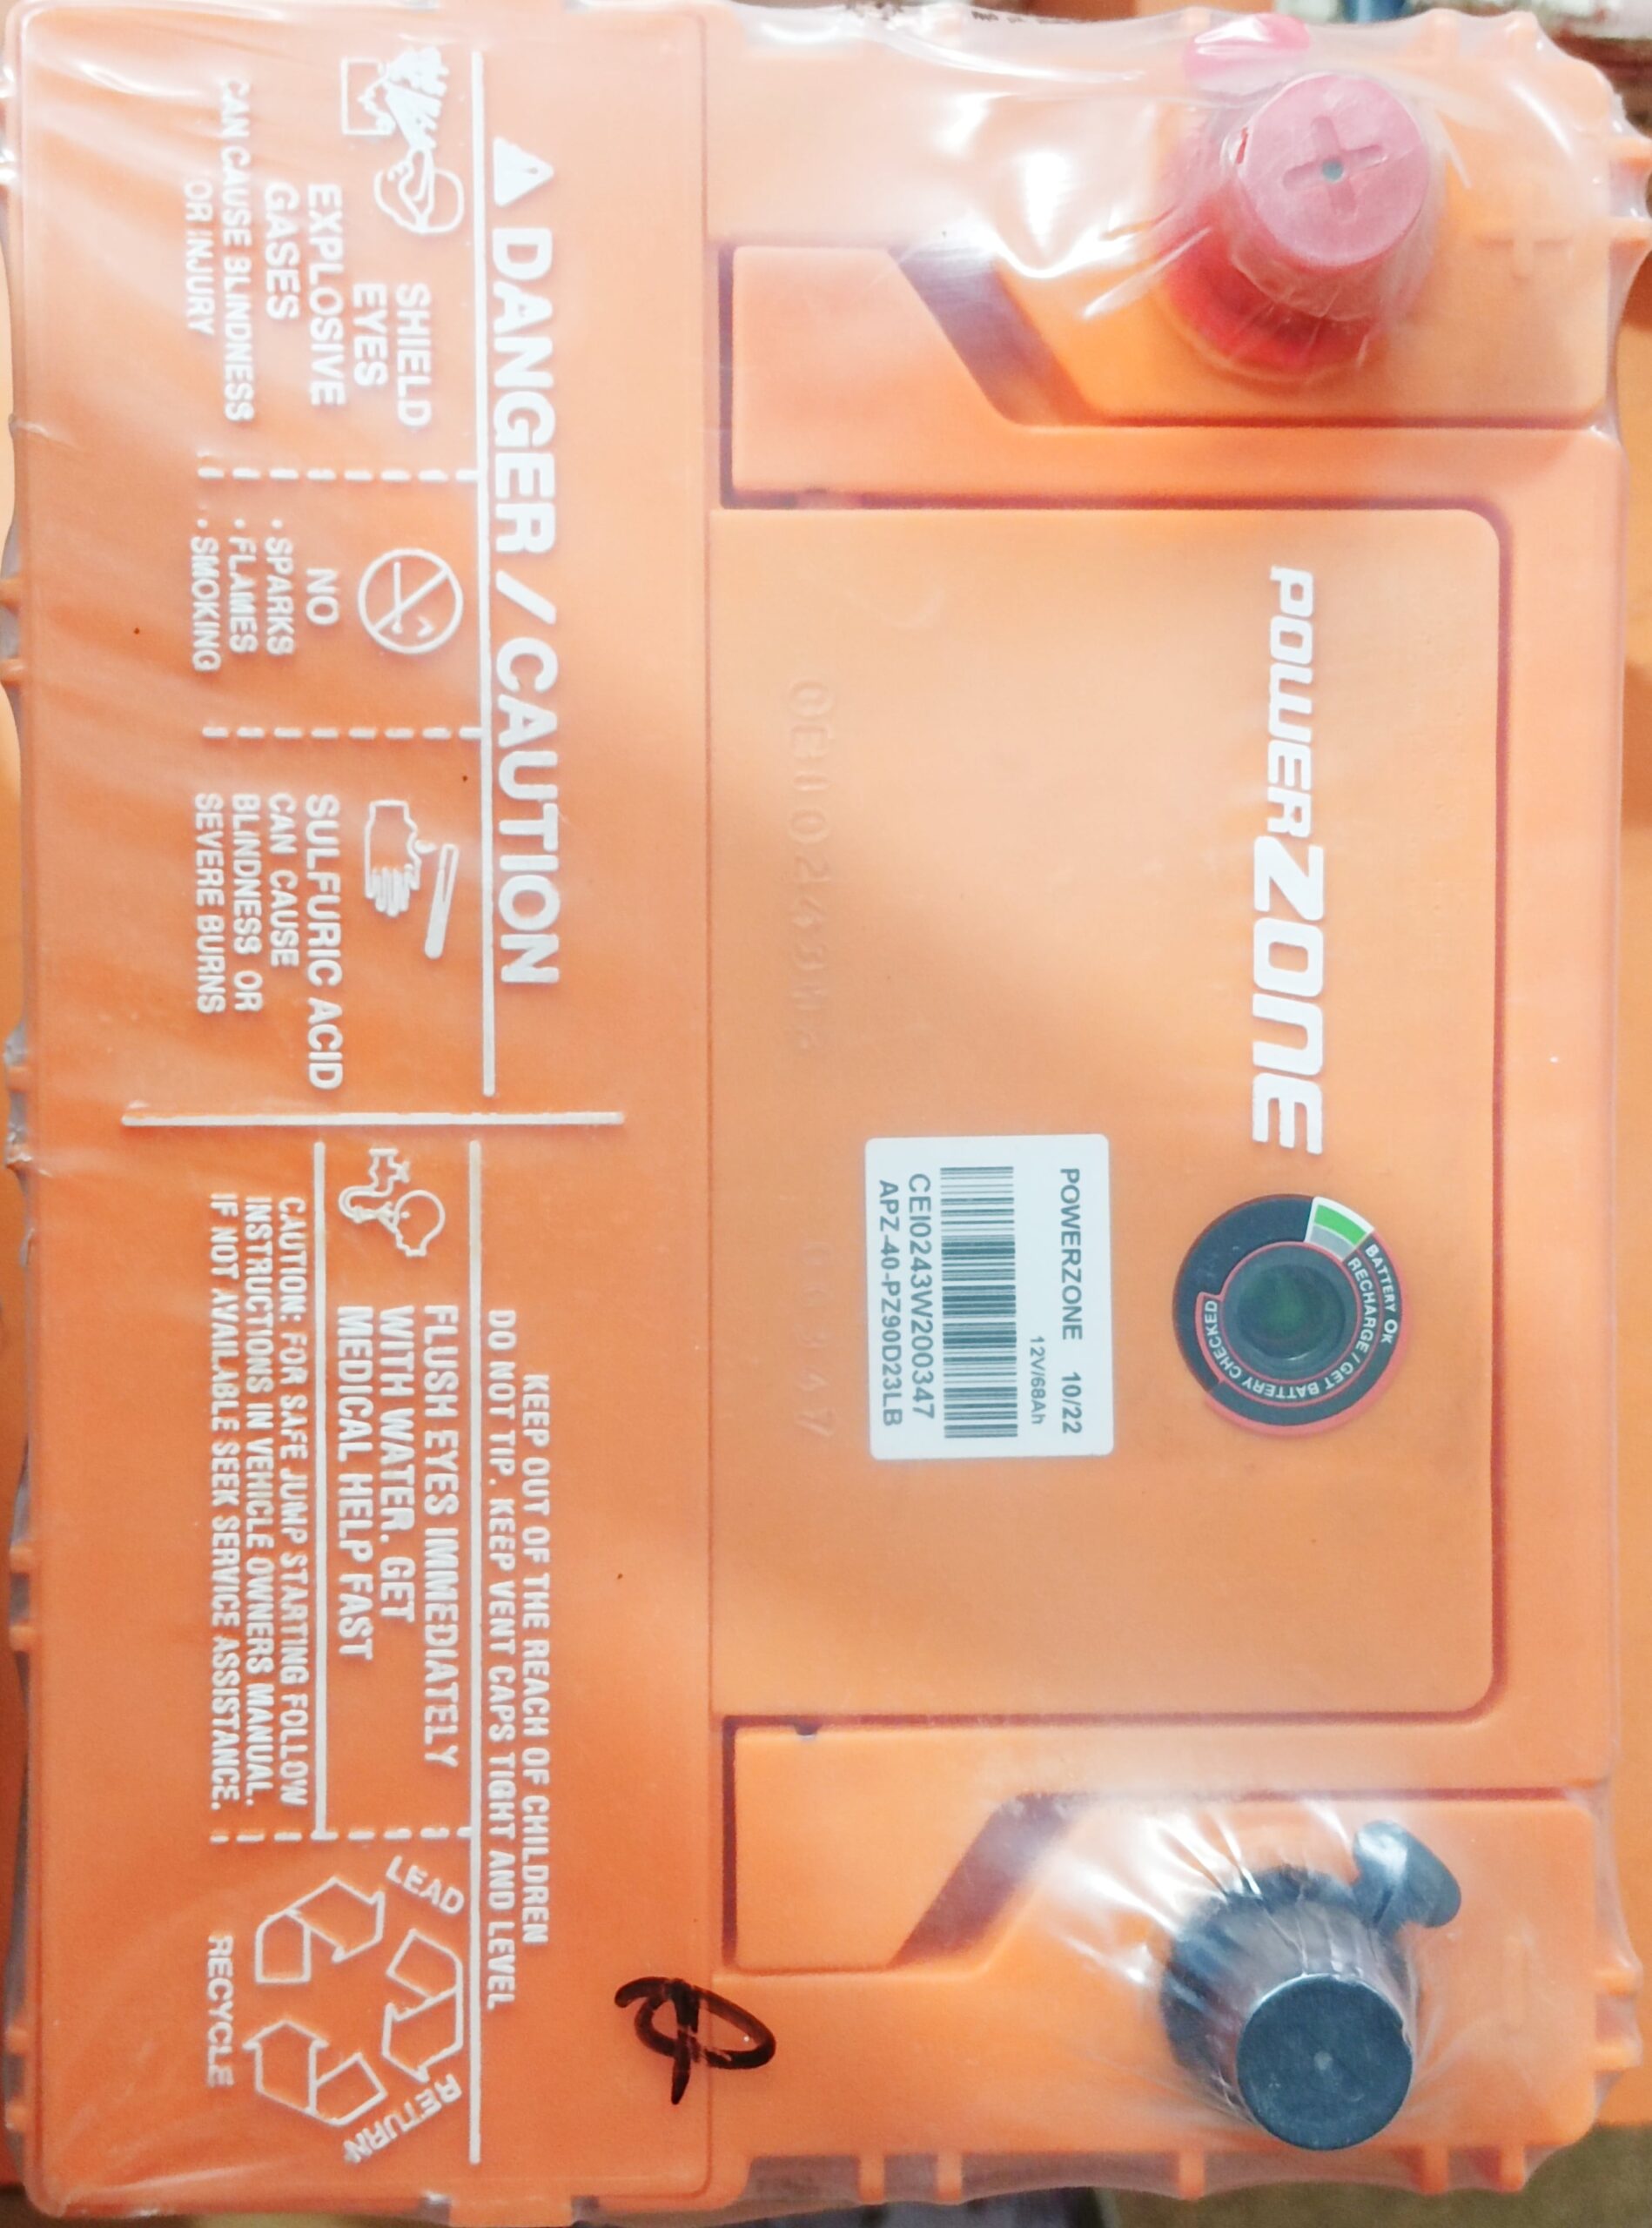 POWERZONE
BATTERY OK
RECHARGE / GET BATTERY CHECKED
POWERZONE 10/22
12V/68Ah
CEI0243W200347
APZ-40-PZ90D23LB
DANGER / CAUTION
SHIELD
EYES
EXPLOSIVE
GASES
CAN CAUSE BLINDNESS
OR INJURY
NO
. SPARKS
. FLAMES
. SMOKING
SULFURIC ACID
CAN CAUSE
BLINDNESS OR
SEVERE BURNS
KEEP OUT OF THE REACH OF CHILDREN
DO NOT TIP. KEEP VENT CAPS TIGHT AND LEVEL
FLUSH EYES IMMEDIATELY
WITH WATER. GET
MEDICAL HELP FAST
CAUTION: FOR SAFE JUMP STARTING FOLLOW
INSTRUCTIONS IN VEHICLE OWNERS MANUAL.
IF NOT AVAILABLE SEEK SERVICE ASSISTANCE.
LEAD
RETURN
RECYCLE